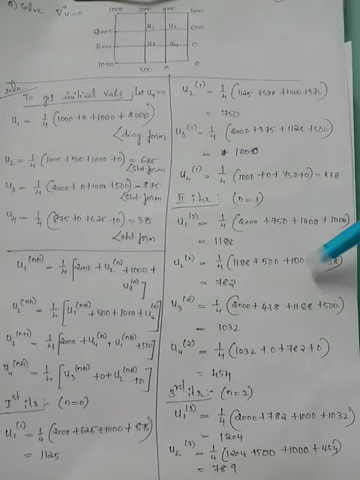 2) Solve ∇²u=0
1000 1000 1000 1000
2000 u₁ u₂ 500
2000 u₃ u₄ 0
1000 500 0 0
Soln
To get initial vals, let u₄=0
u₁ = 1/4 (1000+0+1000+2000)
<diag.form
u₂ = 1/4 (1000+500+1000+0) = 625
<Std.form
u₃ = 1/4 (2000+0+1000+500) = 875
<Std.form
u₄ = 1/4 (875+0+625+0) = 375
<Std.form
u₁⁽ⁿ⁺¹⁾ = 1/4 [2000+u₂⁽ⁿ⁾+1000+u₃⁽ⁿ⁾]
u₂⁽ⁿ⁺¹⁾ = 1/4 [u₁⁽ⁿ⁺¹⁾+500+1000+u₄⁽ⁿ⁾]
u₃⁽ⁿ⁺¹⁾ = 1/4 [2000+u₄⁽ⁿ⁾+u₁⁽ⁿ⁺¹⁾+500]
u₄⁽ⁿ⁺¹⁾ = 1/4 [u₃⁽ⁿ⁺¹⁾+0+u₂⁽ⁿ⁺¹⁾+0]
Ist itr:- (n=0)
u₁⁽¹⁾ = 1/4 (2000+625+1000+875)
= 1125
u₂⁽¹⁾ = 1/4 (1125+500+1000+375)
= 750
u₃⁽¹⁾ = 1/4 (2000+375+1125+500)
= 1000
u₄⁽¹⁾ = 1/4 (1000+0+750+0) = 438
II itr:- (n=1)
u₁⁽²⁾ = 1/4 (2000+750+1000+1000)
= 1188
u₂⁽²⁾ = 1/4 (1188+500+1000
= 782
u₃⁽²⁾ = 1/4 (2000+438+1188+500)
= 1032
u₄⁽²⁾ = 1/4 (1032+0+782+0)
= 454
3rd itr:- (n=2)
u₁⁽³⁾ = 1/4 (2000+782+1000+1032)
= 1204
u₂⁽³⁾ = 1/4 (1204+500+1000+454)
= 789